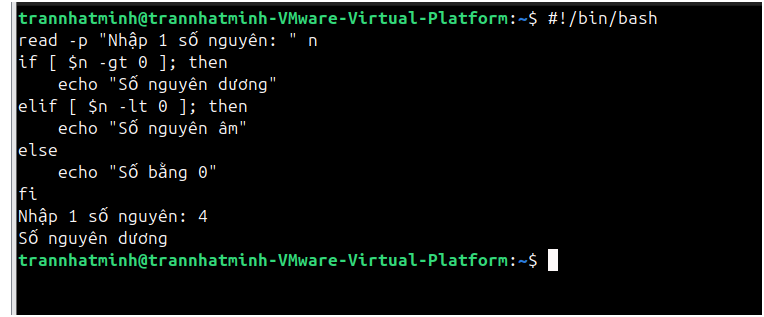 trannhatminh@trannhatminh-VMware-Virtual-Platform:~$ #!/bin/bash
read -p "Nhập 1 số nguyên: " n
if [ $n -gt 0 ]; then
    echo "Số nguyên dương"
elif [ $n -lt 0 ]; then
    echo "Số nguyên âm"
else
    echo "Số bằng 0"
fi
Nhập 1 số nguyên: 4
Số nguyên dương
trannhatminh@trannhatminh-VMware-Virtual-Platform:~$